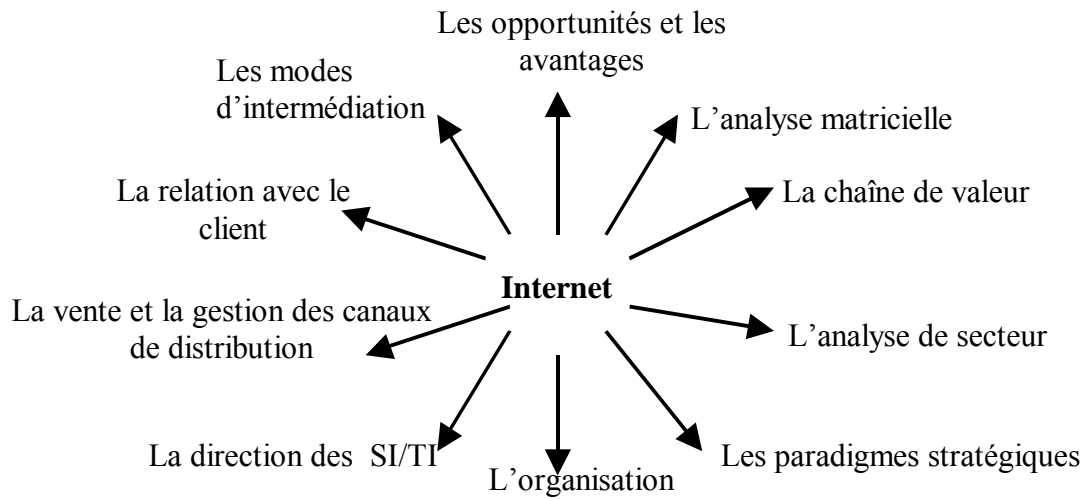 Les opportunités et les
avantages
Les modes
d'intermédiation
L'analyse matricielle
La relation avec le
client
La chaîne de valeur
Internet
La vente et la gestion des canaux
de distribution
L'analyse de secteur
La direction des SI/TI
L'organisation
Les paradigmes stratégiques